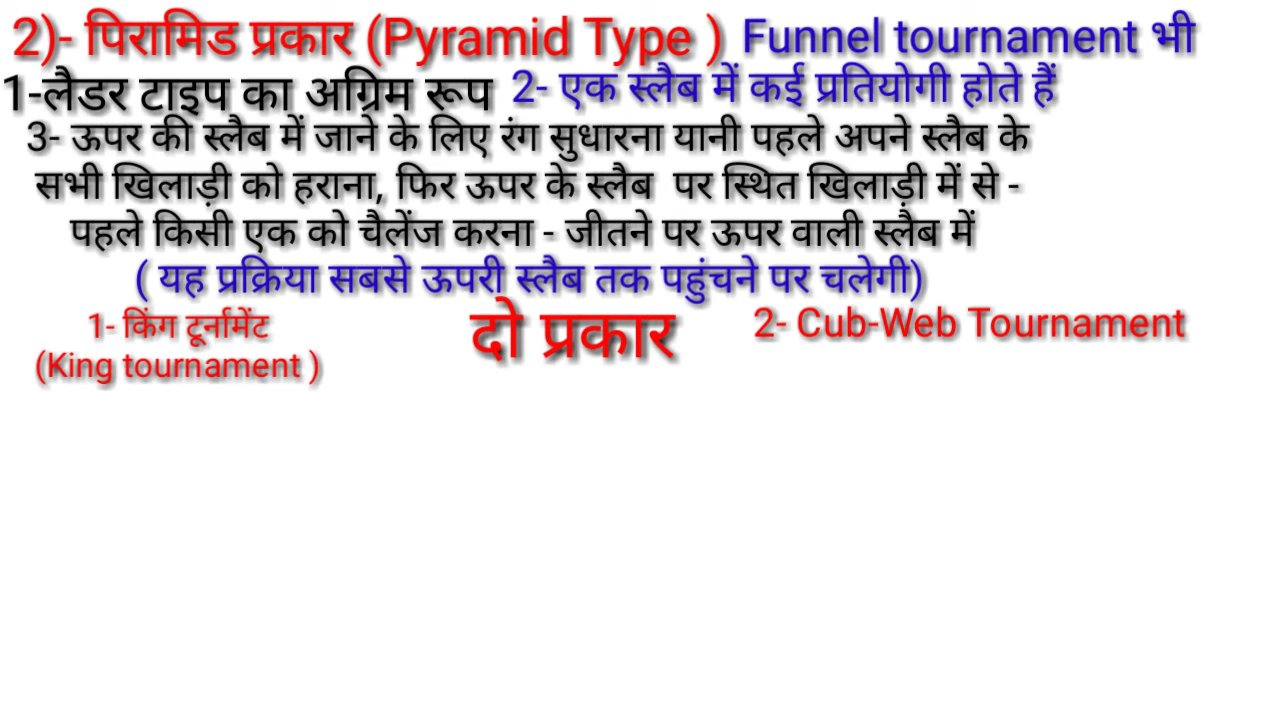 2)- पिरामिड प्रकार (Pyramid Type ) Funnel tournament भी
1-लैडर टाइप का अग्रिम रूप 2- एक स्लैब में कई प्रतियोगी होते हैं
3- ऊपर की स्लैब में जाने के लिए रंग सुधारना यानी पहले अपने स्लैब के
सभी खिलाड़ी को हराना, फिर ऊपर के स्लैब पर स्थित खिलाड़ी में से -
पहले किसी एक को चैलेंज करना - जीतने पर ऊपर वाली स्लैब में
( यह प्रक्रिया सबसे ऊपरी स्लैब तक पहुंचने पर चलेगी)
दो प्रकार
1- किंग टूर्नामेंट
(King tournament )
2- Cub-Web Tournament